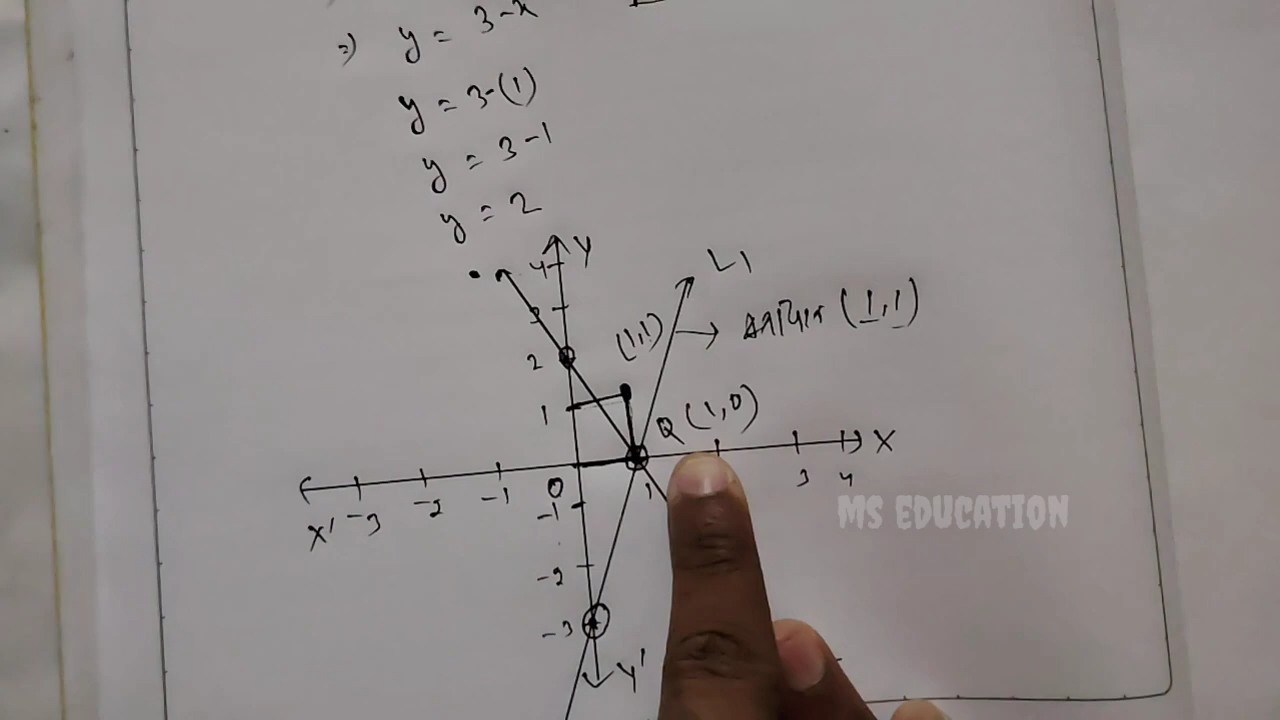 =) y = 3-x
y = 3-(1)
y = 3-1
y = 2
Y
4
3
2
1
L1
(1,1)
(1,1)
Q (1,0)
X
X' -3 -2 -1 0 1 3 4
-1
-2
-3
Y'
MS EDUCATION